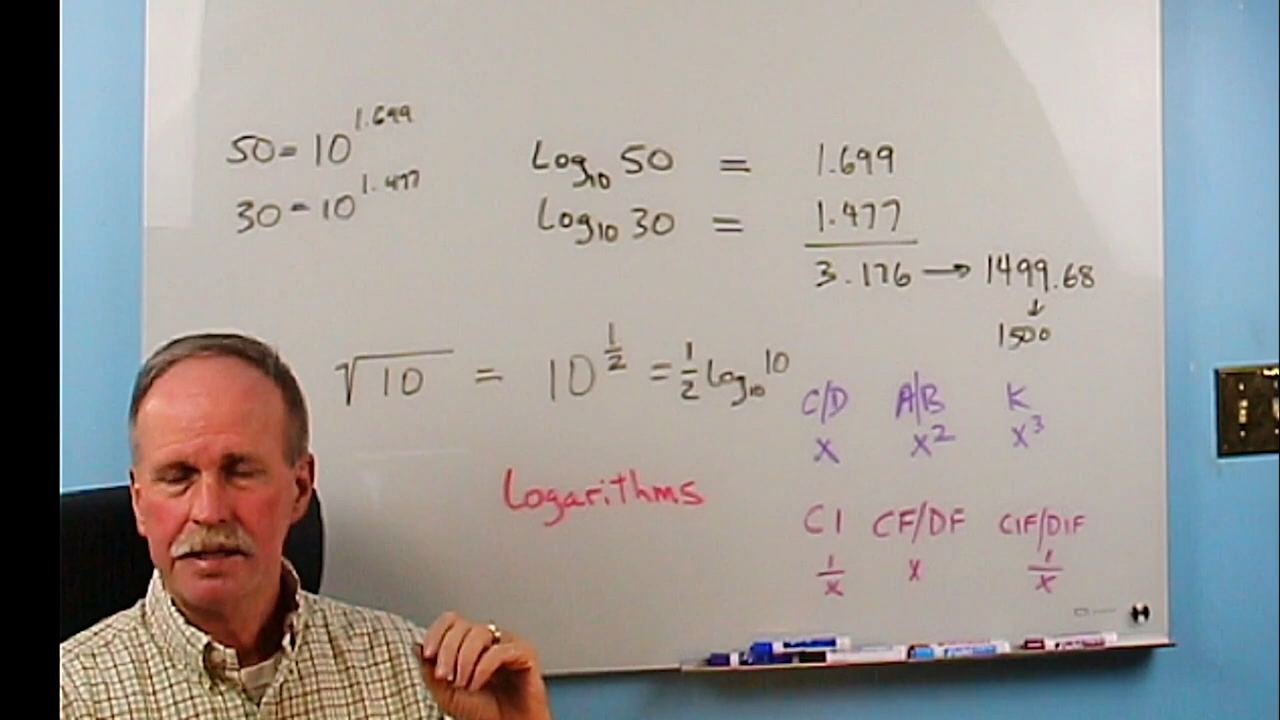 50 = 10^1.699
30 = 10^1.477
Log₁₀ 50 = 1.699
Log₁₀ 30 = 1.477
3.176 → 1499.68
↓
1500
√10 = 10^½ = ½ Log₁₀ 10
C/D A/B K
X X² X³
Logarithms
CI CF/DF CIF/DIF
1/x x 1/x